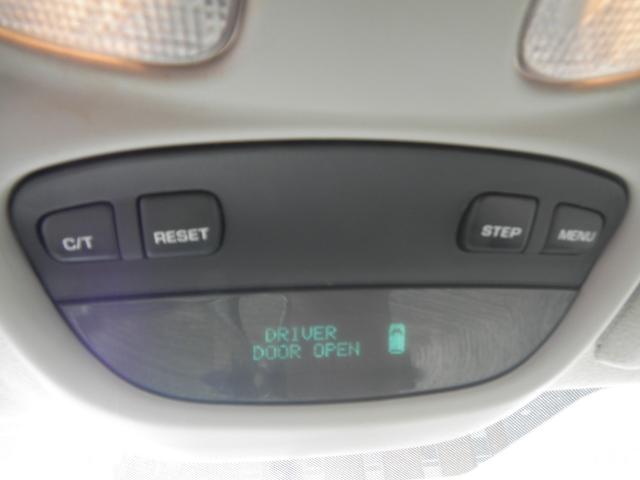 C/T RESET STEP MENU
DRIVER
DOOR OPEN